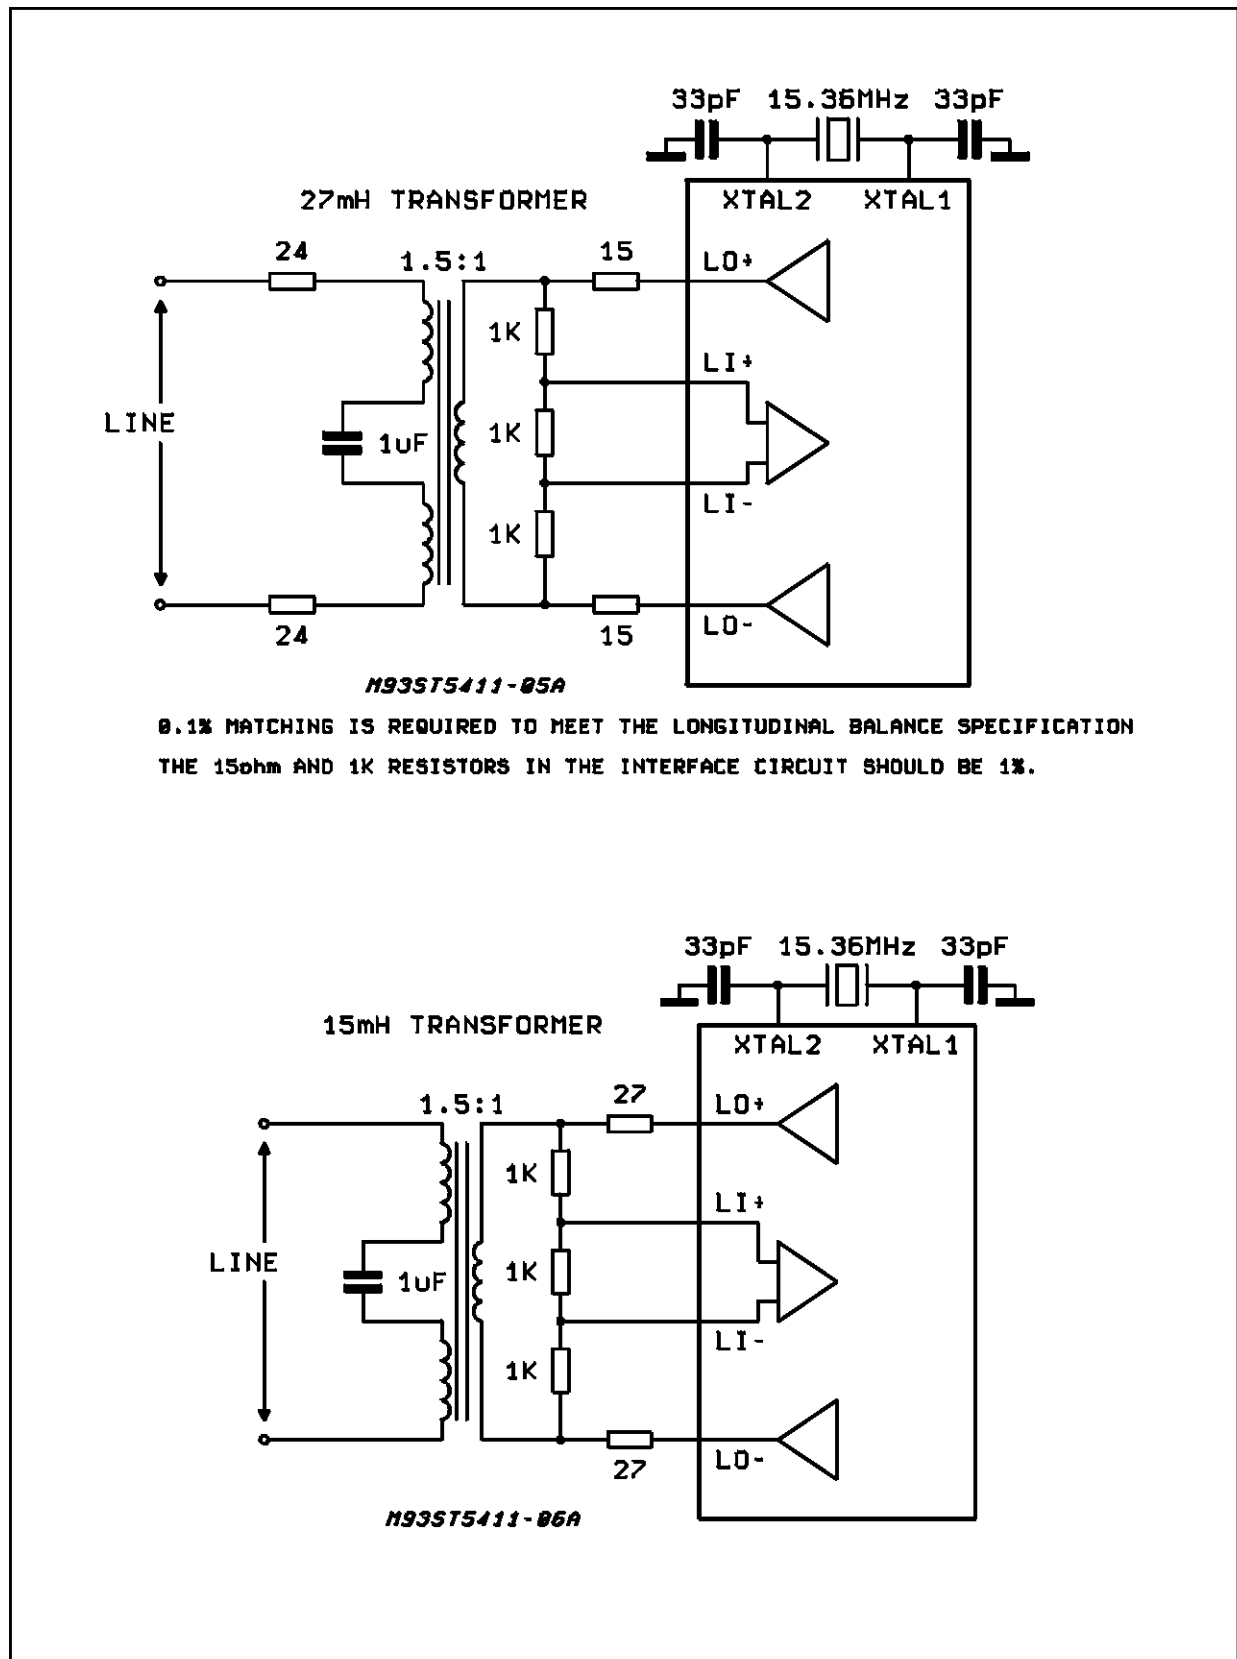 33pF 15.36MHz 33pF
27mH TRANSFORMER
XTAL2 XTAL1
24
1.5:1
15
LO+
1K
LI+
LINE
1uF
1K
LI-
1K
24
15
LO-
M93ST5411-05A
0.1% MATCHING IS REQUIRED TO MEET THE LONGITUDINAL BALANCE SPECIFICATION
THE 15ohm AND 1K RESISTORS IN THE INTERFACE CIRCUIT SHOULD BE 1%.
33pF 15.36MHz 33pF
15mH TRANSFORMER
XTAL2 XTAL1
1.5:1
27
LO+
1K
LI+
LINE
1uF
1K
LI-
1K
27
LO-
M93ST5411-06A